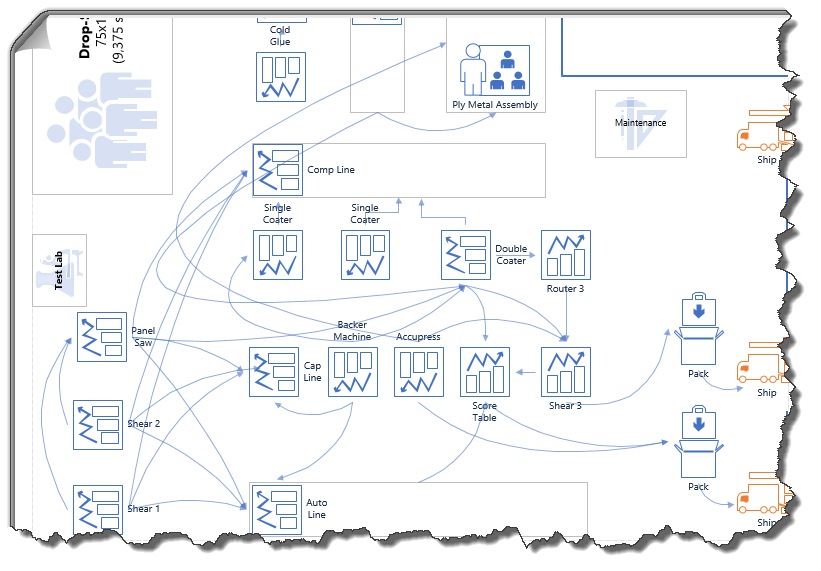 Drop-
75x1
(9,375 s
Cold
Glue
Ply Metal Assembly
Maintenance
Ship
Comp Line
Single
Coater
Single
Coater
Double
Coater
Router 3
Test Lab
Panel
Saw
Backer
Machine
Accupress
Cap
Line
Score
Table
Shear 3
Pack
Ship
Shear 2
Pack
Shear 1
Auto
Line
Ship